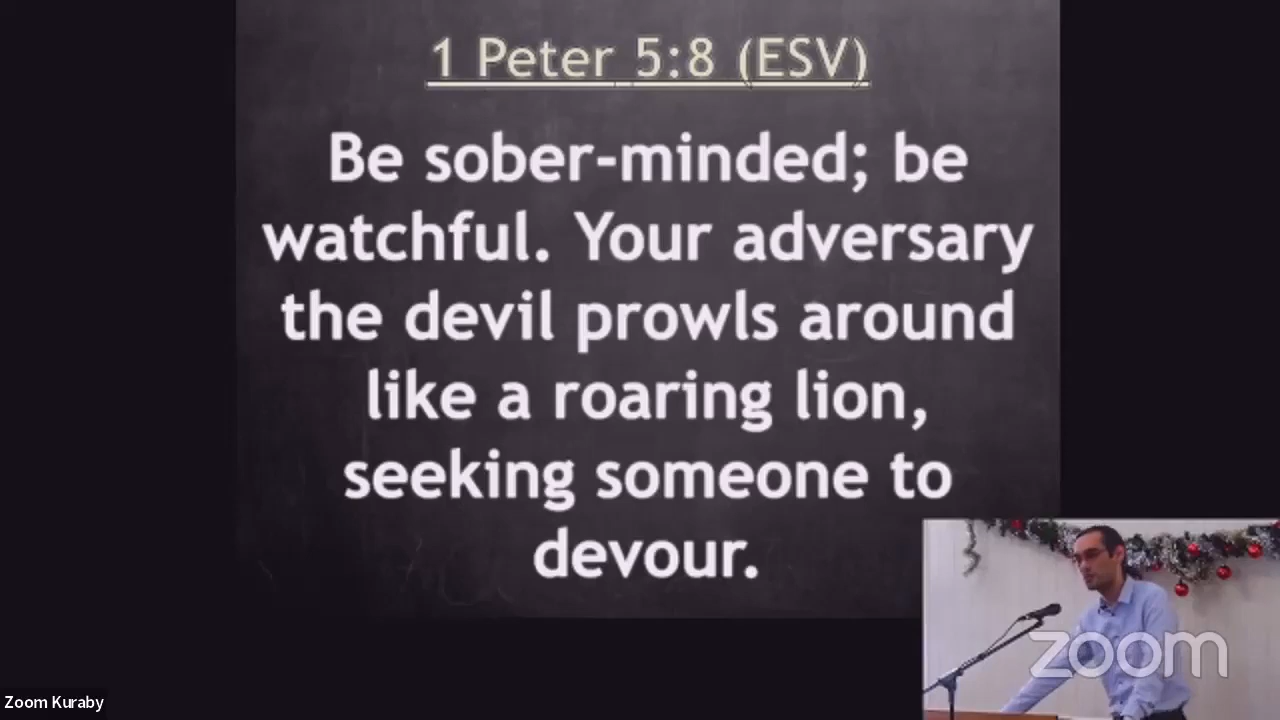 1 Peter 5:8 (ESV)
Be sober-minded; be
watchful. Your adversary
the devil prowls around
like a roaring lion,
seeking someone to
devour.
zoom
Zoom Kuraby